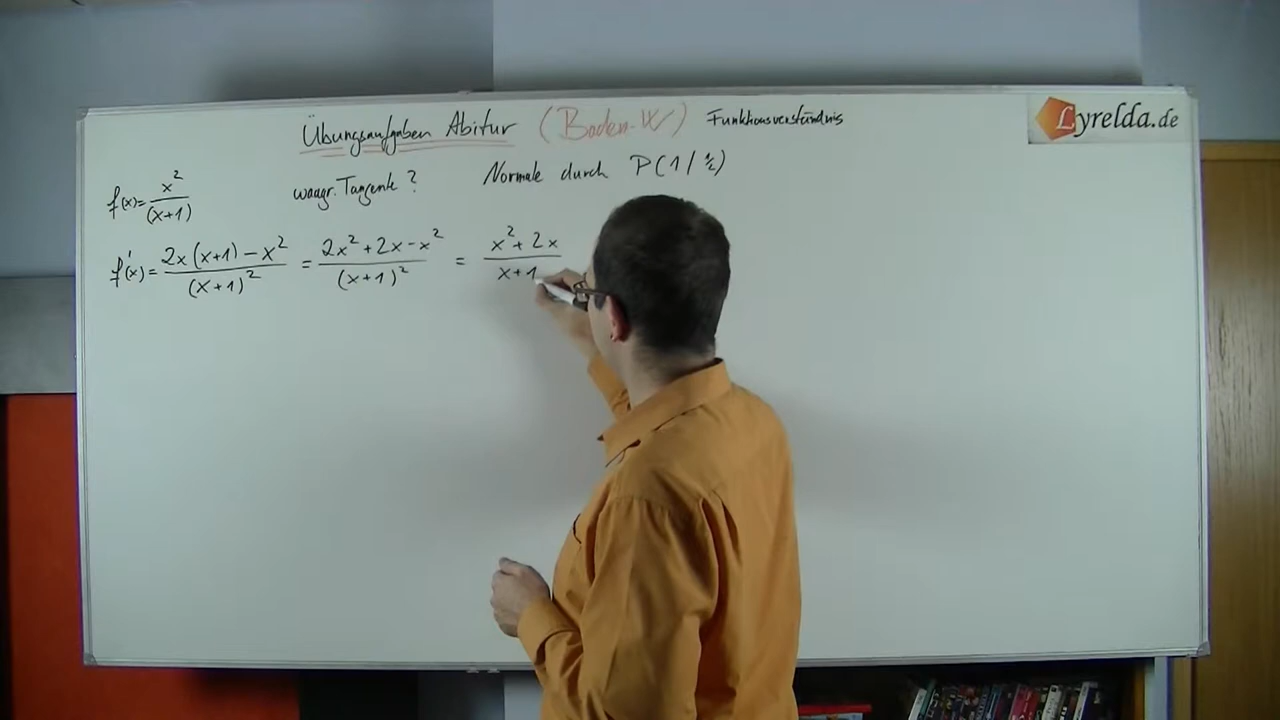 Übungsaufgaben Abitur (Baden-W) Funktionsverständnis
Lyrelda.de
f(x)= x²/(x+1) waagr. Tangente? Normale durch P(1/½)
f'(x)= (2x(x+1)-x²)/(x+1)² = (2x²+2x-x²)/(x+1)² = (x²+2x)/(x+1